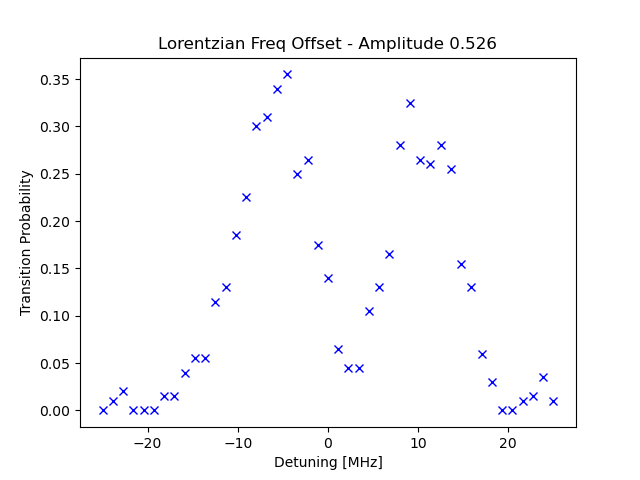 Lorentzian Freq Offset - Amplitude 0.526
Transition Probability
0.35
0.30
0.25
0.20
0.15
0.10
0.05
0.00
−20 −10 0 10 20
Detuning [MHz]